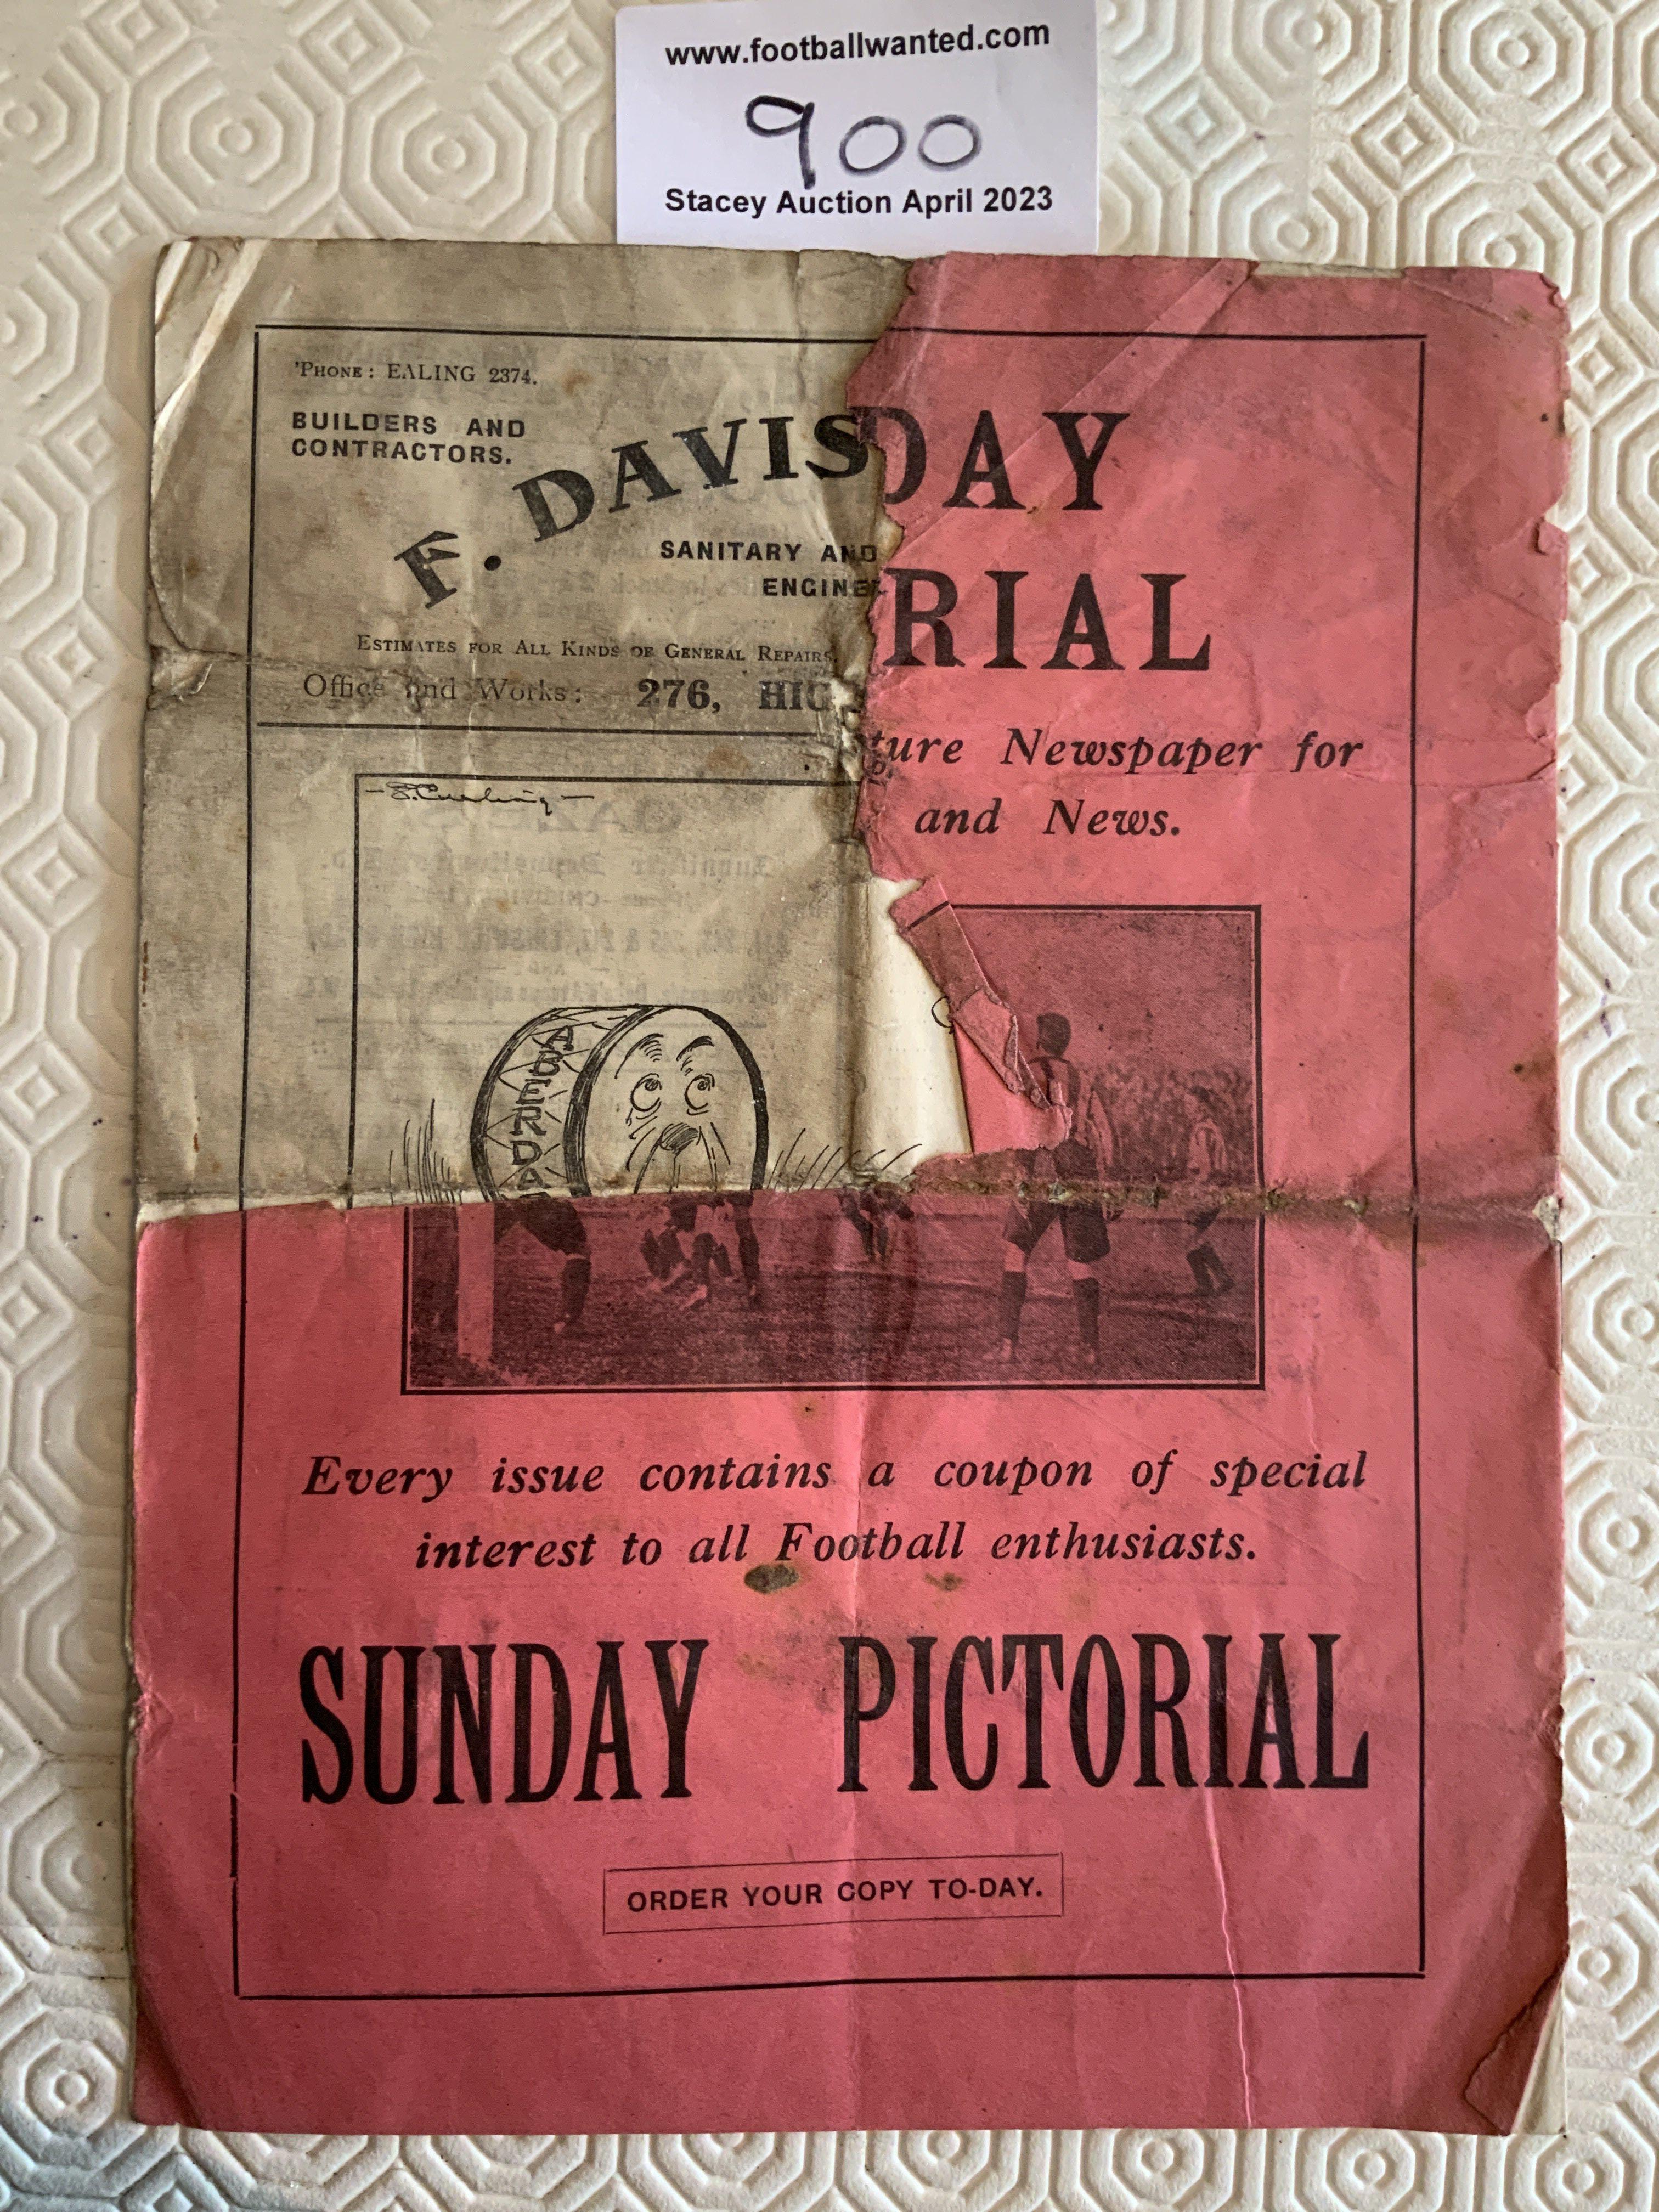 www.footballwanted.com
900
Stacey Auction April 2023
'PHONE: EALING 2374.
BUILDERS AND
CONTRACTORS.
F. DAVIS
DAY
SANITARY AND
ENGINE
RIAL
ESTIMATES FOR ALL KINDS OF GENERAL REPAIRS.
Office and Works: 276, HIG
ture Newspaper for
and News.
ABERDA
Every issue contains a coupon of special
interest to all Football enthusiasts.
SUNDAY PICTORIAL
ORDER YOUR COPY TO-DAY.